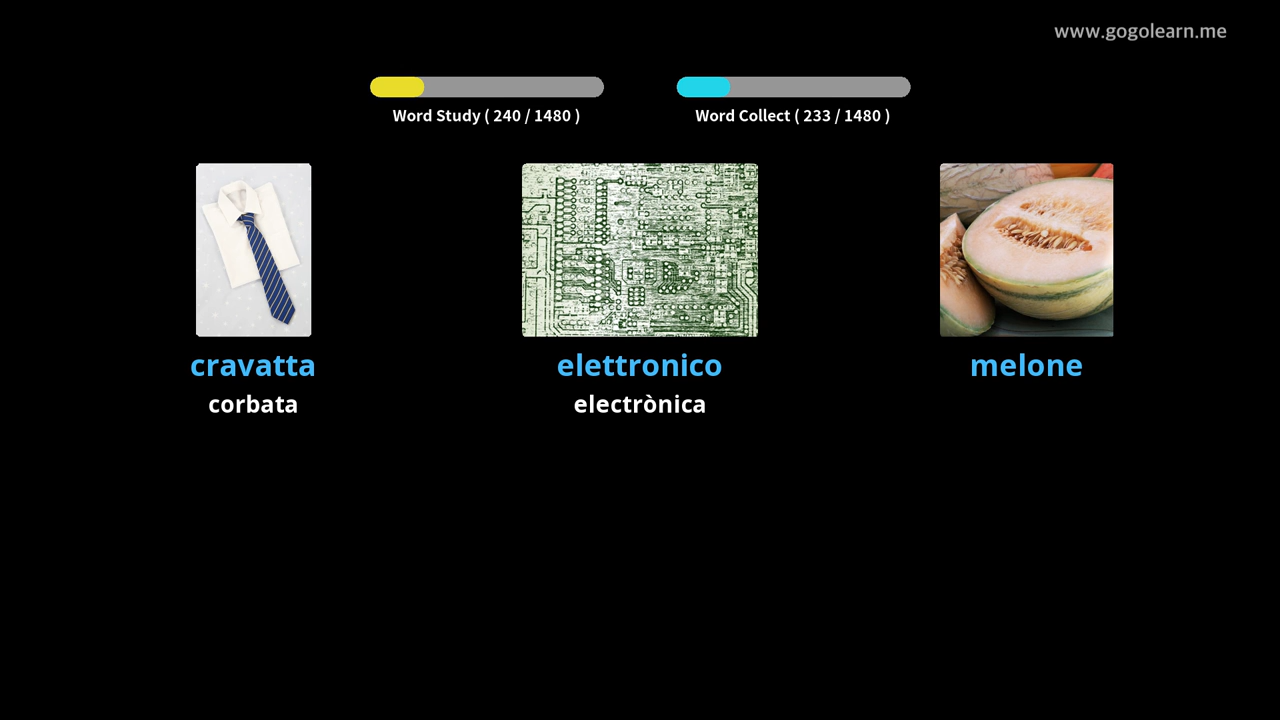 www.gogolearn.me
Word Study ( 240 / 1480 )
Word Collect ( 233 / 1480 )
cravatta
elettronico
melone
corbata
electrònica